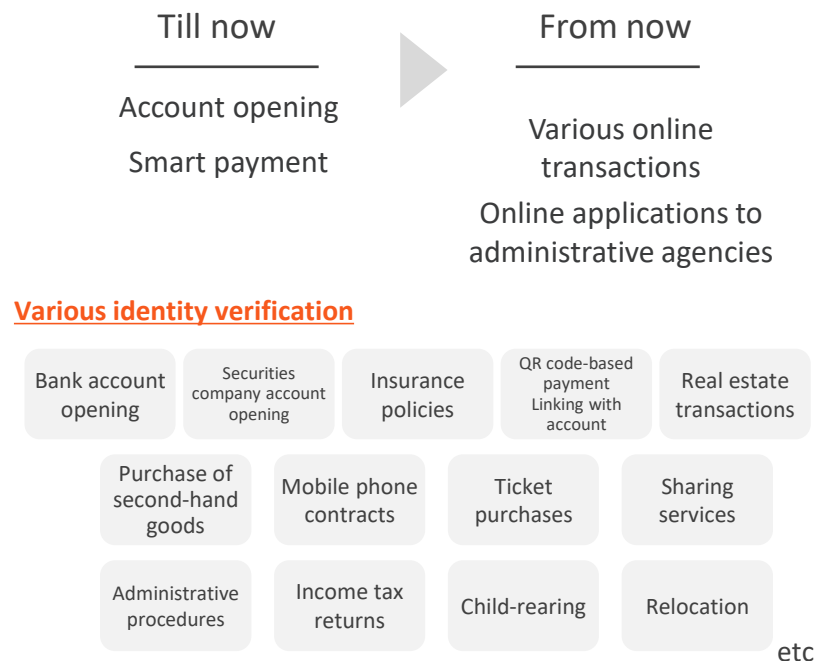 Till now
From now
Account opening
Smart payment
Various online
transactions
Online applications to
administrative agencies
Various identity verification
Bank account
opening
Securities
company account
opening
Insurance
policies
QR code-based
payment
Linking with
account
Real estate
transactions
Purchase of
second-hand
goods
Mobile phone
contracts
Ticket
purchases
Sharing
services
Administrative
procedures
Income tax
returns
Child-rearing
Relocation
etc